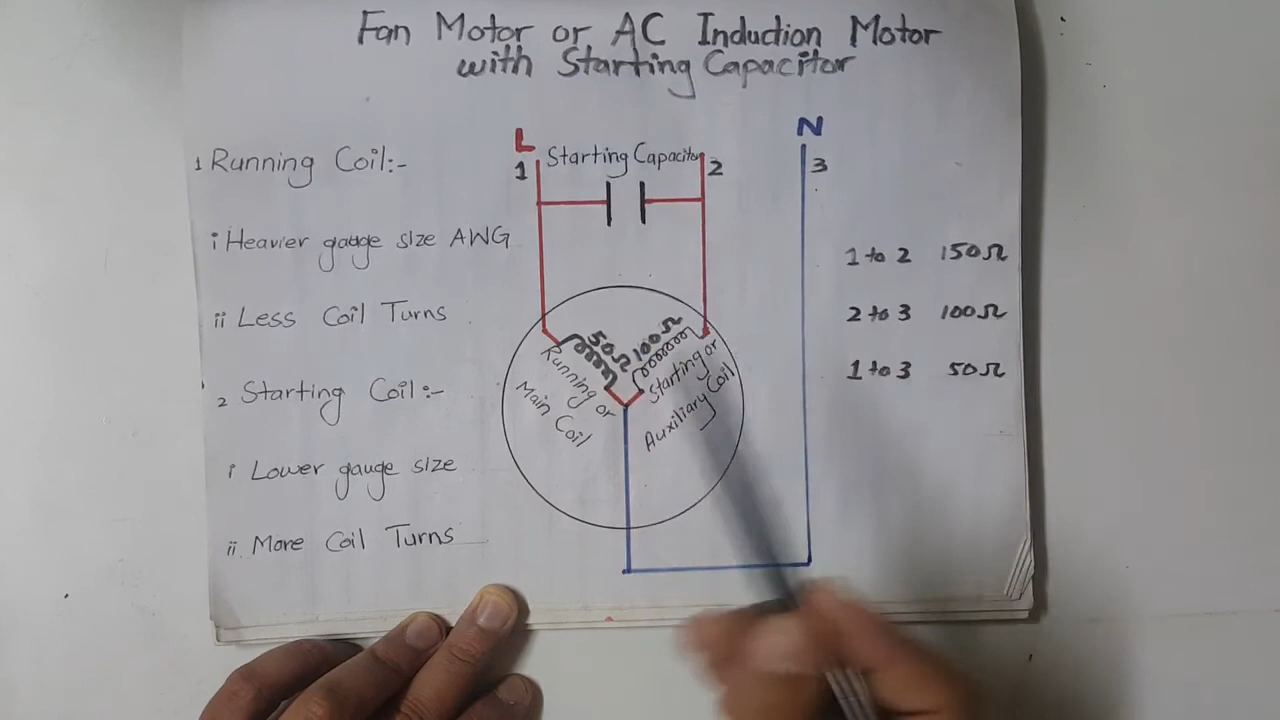 Fan Motor or AC Induction Motor
with Starting Capacitor
L
N
1 Starting Capacitor 2
3
1 Running Coil:-
i Heavier gauge size AWG
ii Less Coil Turns
2 Starting Coil:-
i Lower gauge size
ii. More Coil Turns
50Ω
100Ω
Running or
Main Coil
Starting or
Auxiliary Coil
1 to 2 150Ω
2 to 3 100Ω
1 to 3 50Ω